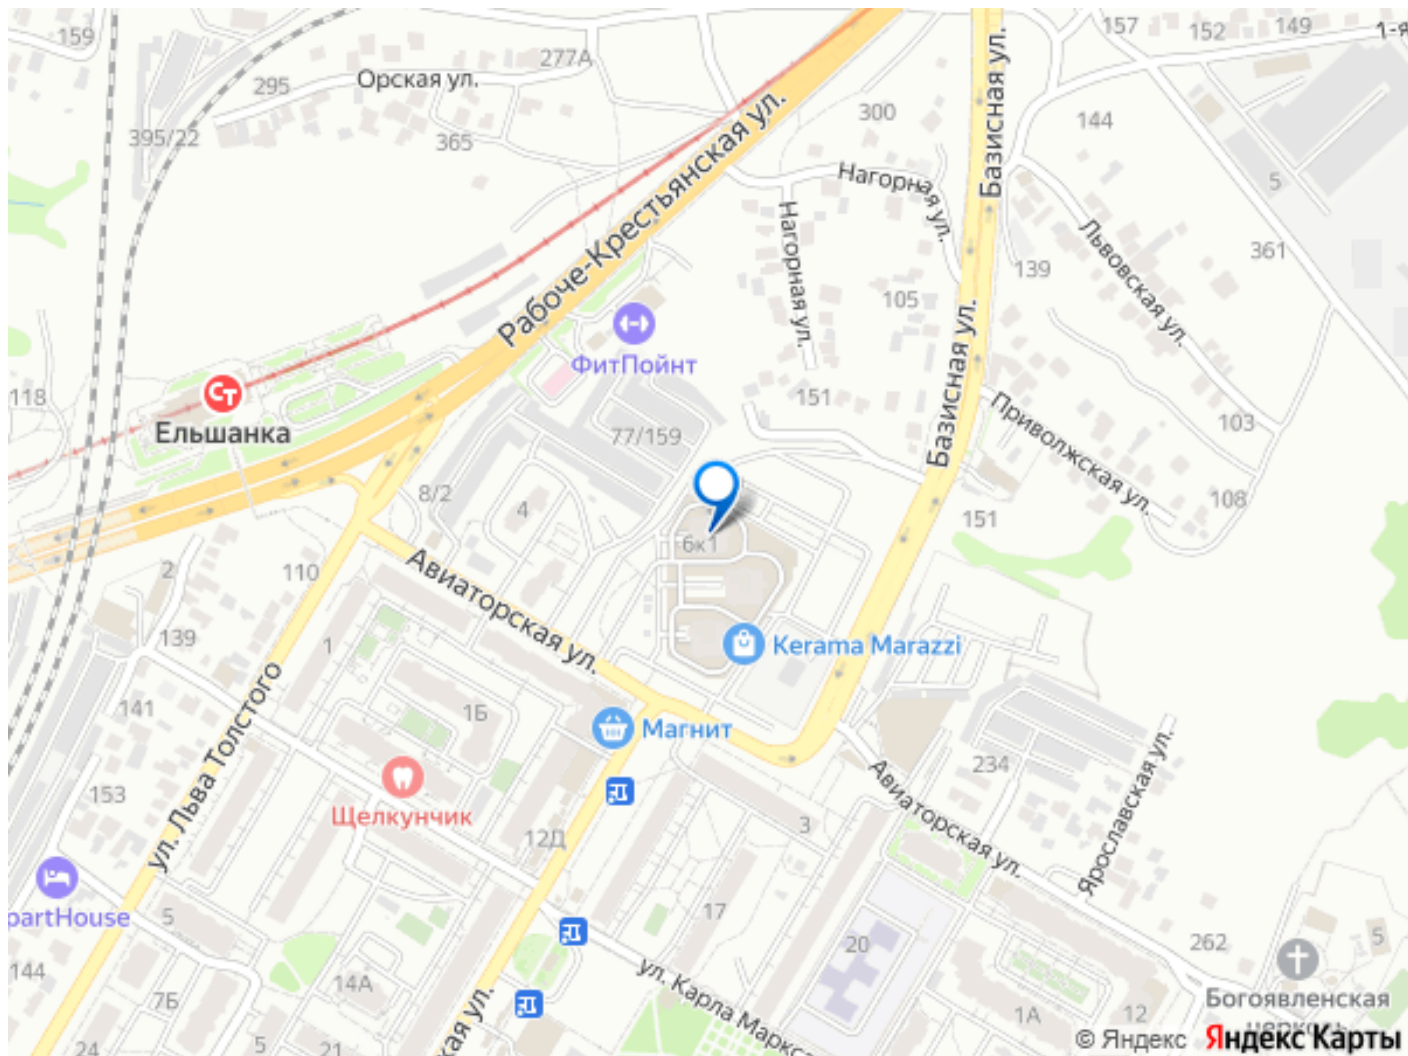 159
277А
157
152
149
1-я
295
Орская ул.
395/22
365
300
144
Базисная ул.
Рабоче-Крестьянская ул.
Нагорная ул.
Нагорная ул.
5
361
139
Львовская ул.
105
Базисная ул.
ФитПойнт
118
Ельшанка
151
103
77/159
Приволжская ул.
108
8/2
4
151
6к1
Авиаторская ул.
2
110
139
1
Kerama Marazzi
141
1Б
Магнит
ул. Льва Толстого
234
Авиаторская ул.
Ярославская ул.
153
Щелкунчик
12Д
3
partHouse
5
17
20
262
5
144
14А
7Б
ул. Карла Маркса
Богоявленская
церковь
1А
12
24
5
21
кая ул.
© Яндекс Яндекс Карты